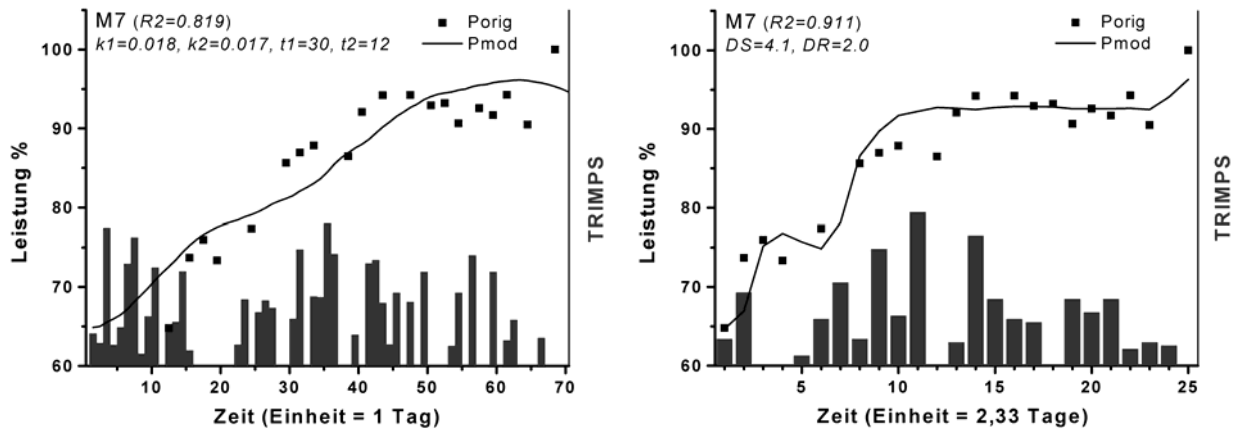 M7 (R2=0.819)
k1=0.018, k2=0.017, t1=30, t2=12
Porig
Pmod
100
90
80
70
60
Leistung %
TRIMPS
10
20
30
40
50
60
70
Zeit (Einheit = 1 Tag)
M7 (R2=0.911)
DS=4.1, DR=2.0
Porig
Pmod
100
90
80
70
60
Leistung %
TRIMPS
5
10
15
20
25
Zeit (Einheit = 2,33 Tage)